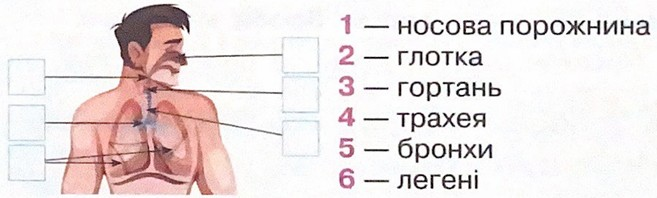 1 — носова порожнина
2 — глотка
3 — гортань
4 — трахея
5 — бронхи
6 — легені